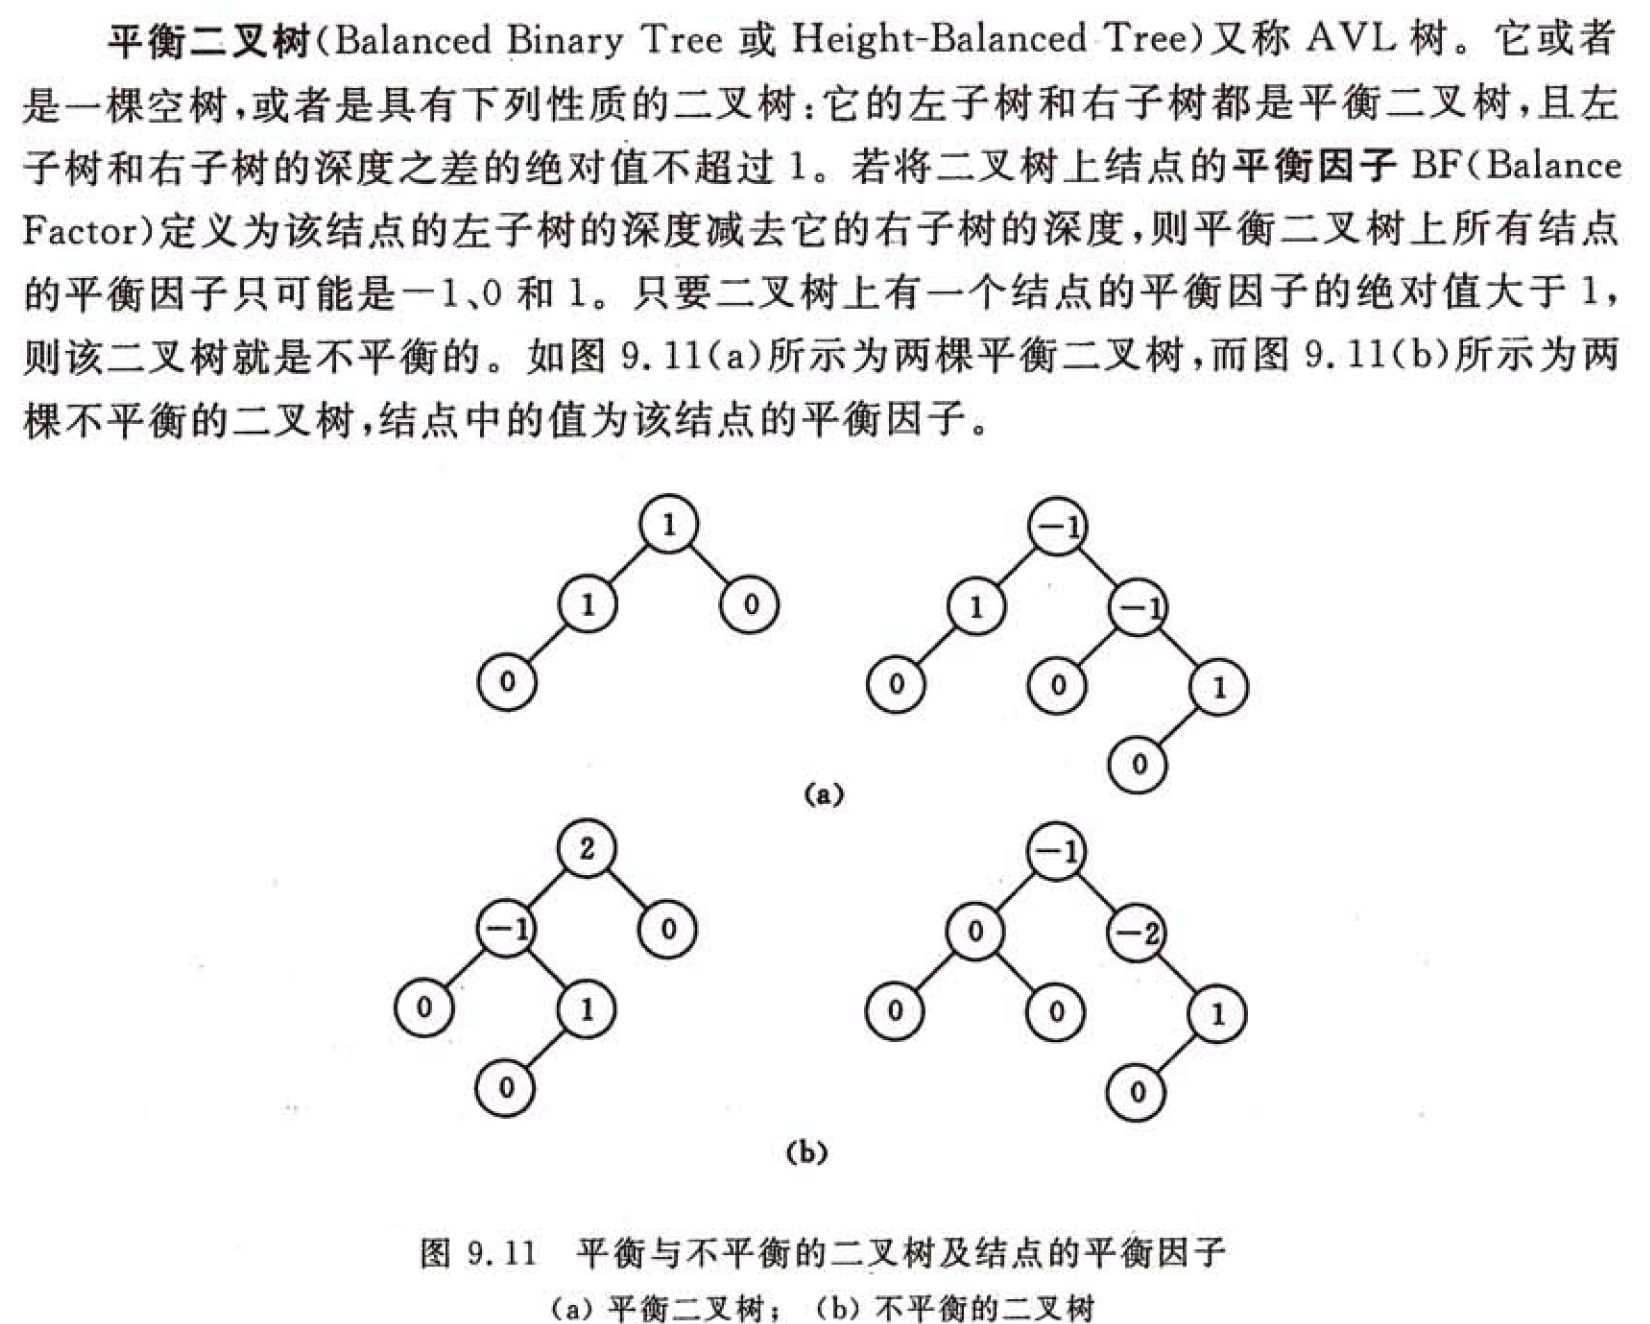 平衡二叉树(Balanced Binary Tree 或 Height-Balanced Tree)又称 AVL 树。它或者
是一棵空树,或者是具有下列性质的二叉树:它的左子树和右子树都是平衡二叉树,且左
子树和右子树的深度之差的绝对值不超过 1。若将二叉树上结点的平衡因子 BF(Balance
Factor)定义为该结点的左子树的深度减去它的右子树的深度,则平衡二叉树上所有结点
的平衡因子只可能是-1、0 和 1。只要二叉树上有一个结点的平衡因子的绝对值大于 1,
则该二叉树就是不平衡的。如图 9.11(a)所示为两棵平衡二叉树,而图 9.11(b)所示为两
棵不平衡的二叉树,结点中的值为该结点的平衡因子。
1 -1
1 0 1 -1
0 0 0 1
0
(a)
2 -1
-1 0 0 -2
0 1 0 0 1
0 0
(b)
图 9.11 平衡与不平衡的二叉树及结点的平衡因子
(a) 平衡二叉树; (b) 不平衡的二叉树